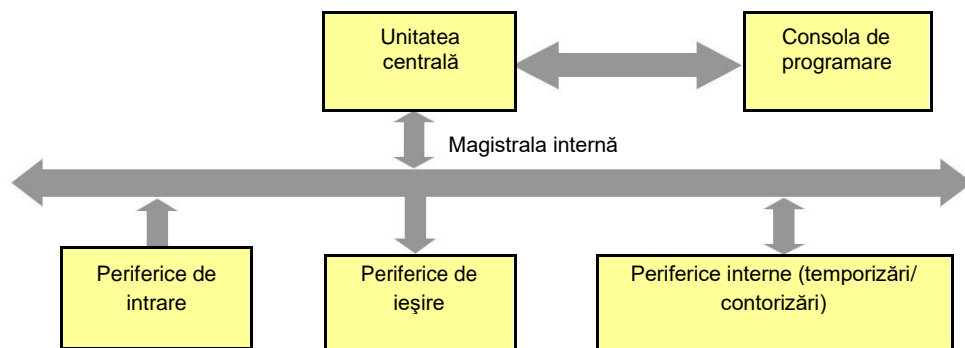 Unitatea
centrală
Consola de
programare
Magistrala internă
Periferice de
intrare
Periferice de
ieşire
Periferice interne (temporizări/
contorizări)